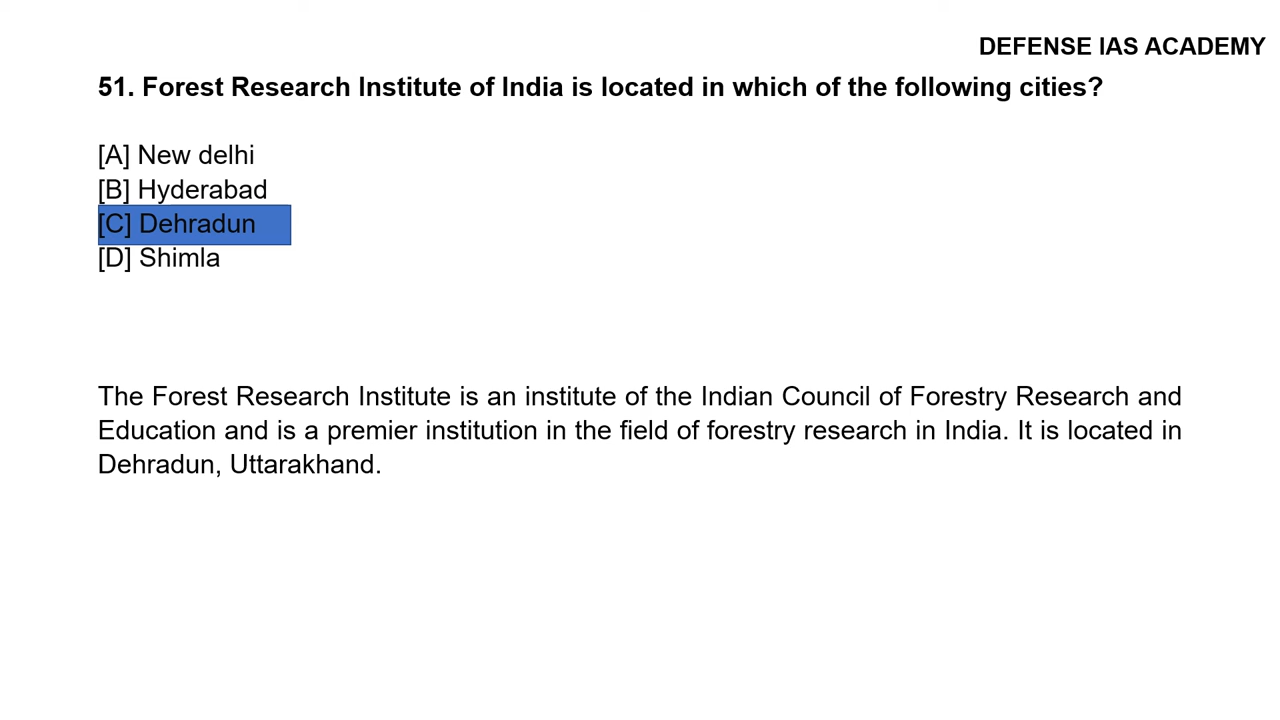 DEFENSE IAS ACADEMY
51. Forest Research Institute of India is located in which of the following cities?
[A] New delhi
[B] Hyderabad
[C] Dehradun
[D] Shimla
The Forest Research Institute is an institute of the Indian Council of Forestry Research and
Education and is a premier institution in the field of forestry research in India. It is located in
Dehradun, Uttarakhand.